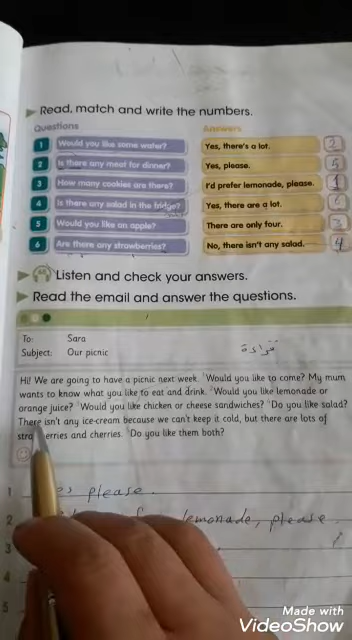 Read, match and write the numbers.
Questions
Answers
1 Would you like some water?
Yes, there's a lot. 2
2 Is there any meat for dinner?
Yes, please. 5
3 How many cookies are there?
I'd prefer lemonade, please. 1
4 Is there any salad in the fridge?
Yes, there are a lot. 6
5 Would you like an apple?
There are only four. 3
6 Are there any strawberries?
No, there isn't any salad. 4
Listen and check your answers.
Read the email and answer the questions.
To: Sara
Subject: Our picnic
قراءة
Hi! We are going to have a picnic next week. Would you like to come? My mum
wants to know what you like to eat and drink. Would you like lemonade or
orange juice? Would you like chicken or cheese sandwiches? Do you like salad?
There isn't any ice-cream because we can't keep it cold, but there are lots of
erries and cherries. Do you like them both?
1 please.
2 lemonade, please.
3
4
5
Made with
VideoShow